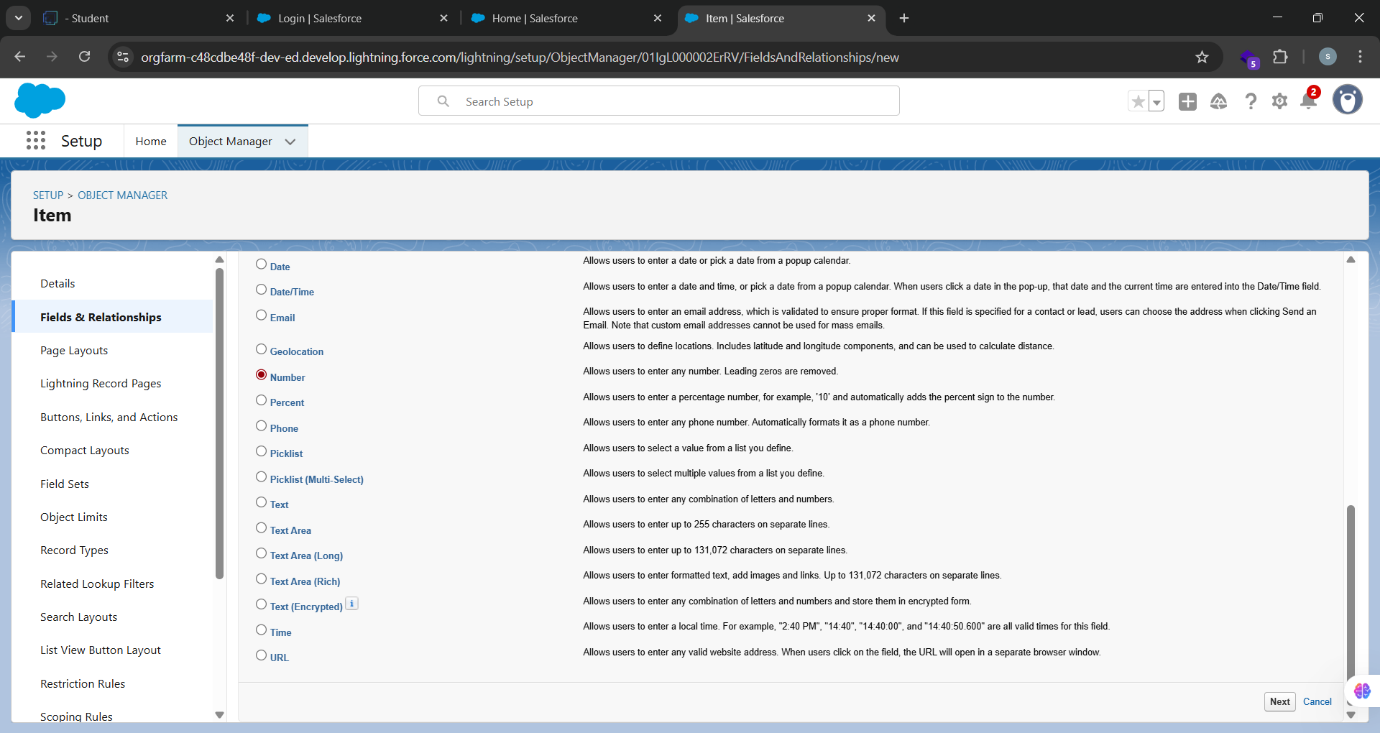 - Student
Login | Salesforce
Home | Salesforce
Item | Salesforce
orgfarm-c48cdbe48f-dev-ed.develop.lightning.force.com/lightning/setup/ObjectManager/01IgL000002ErRV/FieldsAndRelationships/new
5
S
Search Setup
2
Setup
Home
Object Manager
SETUP > OBJECT MANAGER
Item
Details
Fields & Relationships
Page Layouts
Lightning Record Pages
Buttons, Links, and Actions
Compact Layouts
Field Sets
Object Limits
Record Types
Related Lookup Filters
Search Layouts
List View Button Layout
Restriction Rules
Scoping Rules
Date Allows users to enter a date or pick a date from a popup calendar.
Date/Time Allows users to enter a date and time, or pick a date from a popup calendar. When users click a date in the pop-up, that date and the current time are entered into the Date/Time field.
Email Allows users to enter an email address, which is validated to ensure proper format. If this field is specified for a contact or lead, users can choose the address when clicking Send an
Email. Note that custom email addresses cannot be used for mass emails.
Geolocation Allows users to define locations. Includes latitude and longitude components, and can be used to calculate distance.
Number Allows users to enter any number. Leading zeros are removed.
Percent Allows users to enter a percentage number, for example, '10' and automatically adds the percent sign to the number.
Phone Allows users to enter any phone number. Automatically formats it as a phone number.
Picklist Allows users to select a value from a list you define.
Picklist (Multi-Select) Allows users to select multiple values from a list you define.
Text Allows users to enter any combination of letters and numbers.
Text Area Allows users to enter up to 255 characters on separate lines.
Text Area (Long) Allows users to enter up to 131,072 characters on separate lines.
Text Area (Rich) Allows users to enter formatted text, add images and links. Up to 131,072 characters on separate lines.
Text (Encrypted) i Allows users to enter any combination of letters and numbers and store them in encrypted form.
Time Allows users to enter a local time. For example, "2:40 PM", "14:40", "14:40:00", and "14:40:50.600" are all valid times for this field.
URL Allows users to enter any valid website address. When users click on the field, the URL will open in a separate browser window.
Next Cancel